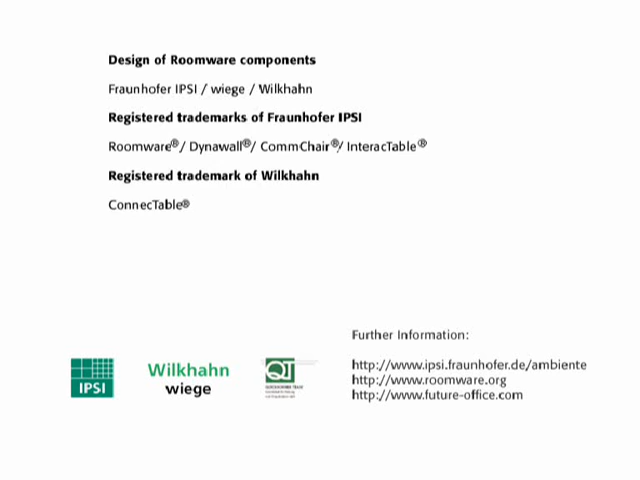 Design of Roomware components
Fraunhofer IPSI / wiege / Wilkhahn
Registered trademarks of Fraunhofer IPSI
Roomware®/ Dynawall®/ CommChair®/ InteracTable®
Registered trademark of Wilkhahn
ConnecTable®
Further Information:
http://www.ipsi.fraunhofer.de/ambiente
http://www.roomware.org
http://www.future-office.com
IPSI
Wilkhahn
wiege
QT